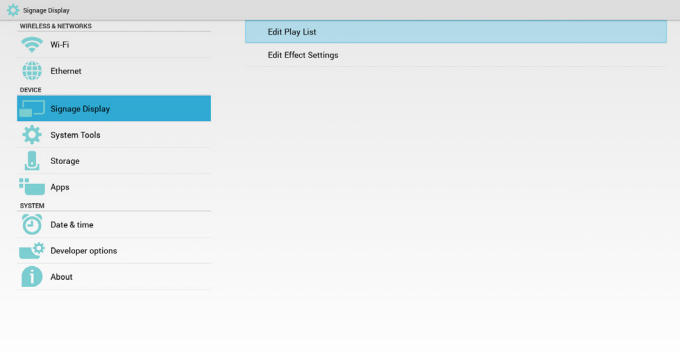 Signage Display
WIRELESS & NETWORKS
Wi-Fi
Ethernet
DEVICE
Signage Display
System Tools
Storage
Apps
SYSTEM
Date & time
Developer options
About
Edit Play List
Edit Effect Settings